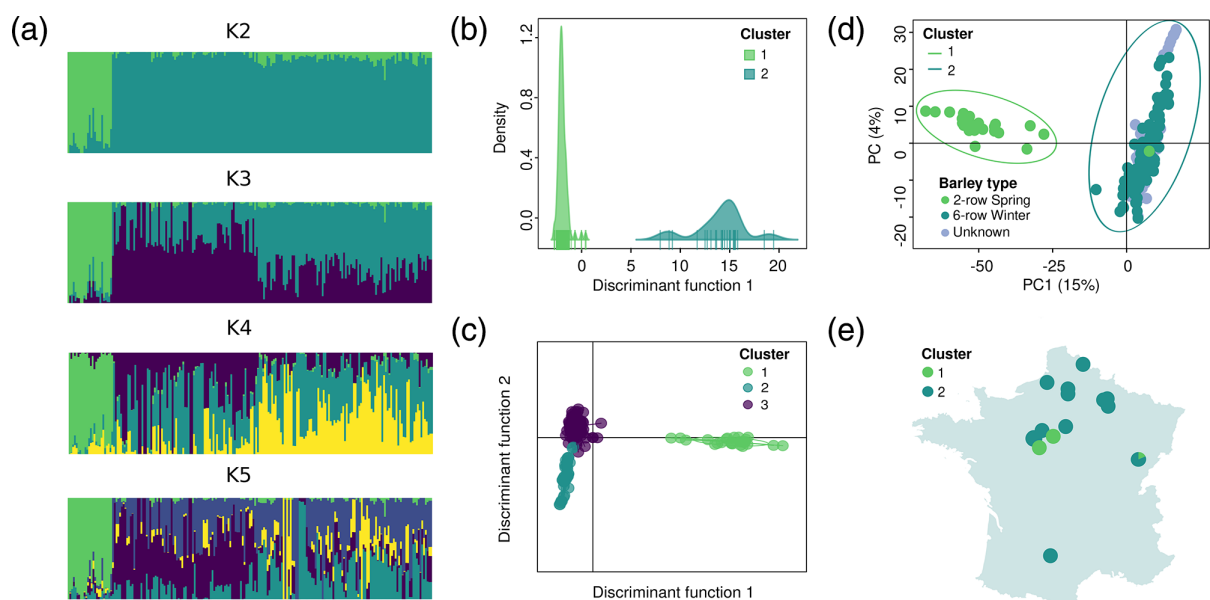 (a)
K2
K3
K4
K5
(b)
Density
0.0
0.4
0.8
1.2
Cluster
1
2
0
5
10
15
20
Discriminant function 1
(c)
Discriminant function 2
Cluster
1
2
3
Discriminant function 1
(d)
PC (4%)
30
20
10
0
-10
-20
Cluster
1
2
Barley type
2-row Spring
6-row Winter
Unknown
-50
-25
0
PC1 (15%)
(e)
Cluster
1
2